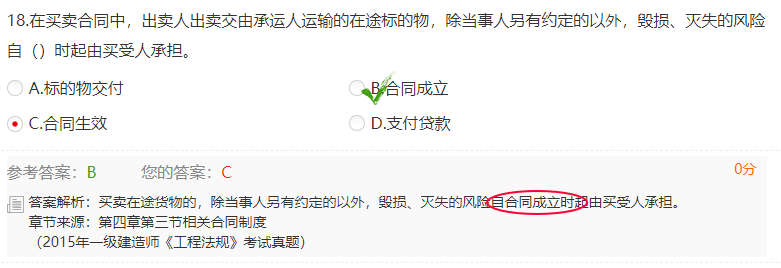 18.在买卖合同中，出卖人出卖交由承运人运输的在途标的物，除当事人另有约定的以外，毁损、灭失的风险
自（）时起由买受人承担。
A.标的物交付
B.合同成立
C.合同生效
D.支付贷款
参考答案：B 您的答案：C 0分
答案解析：买卖在途货物的，除当事人另有约定的以外，毁损、灭失的风险自合同成立时起由买受人承担。
章节来源：第四章第三节相关合同制度
（2015年一级建造师《工程法规》考试真题）